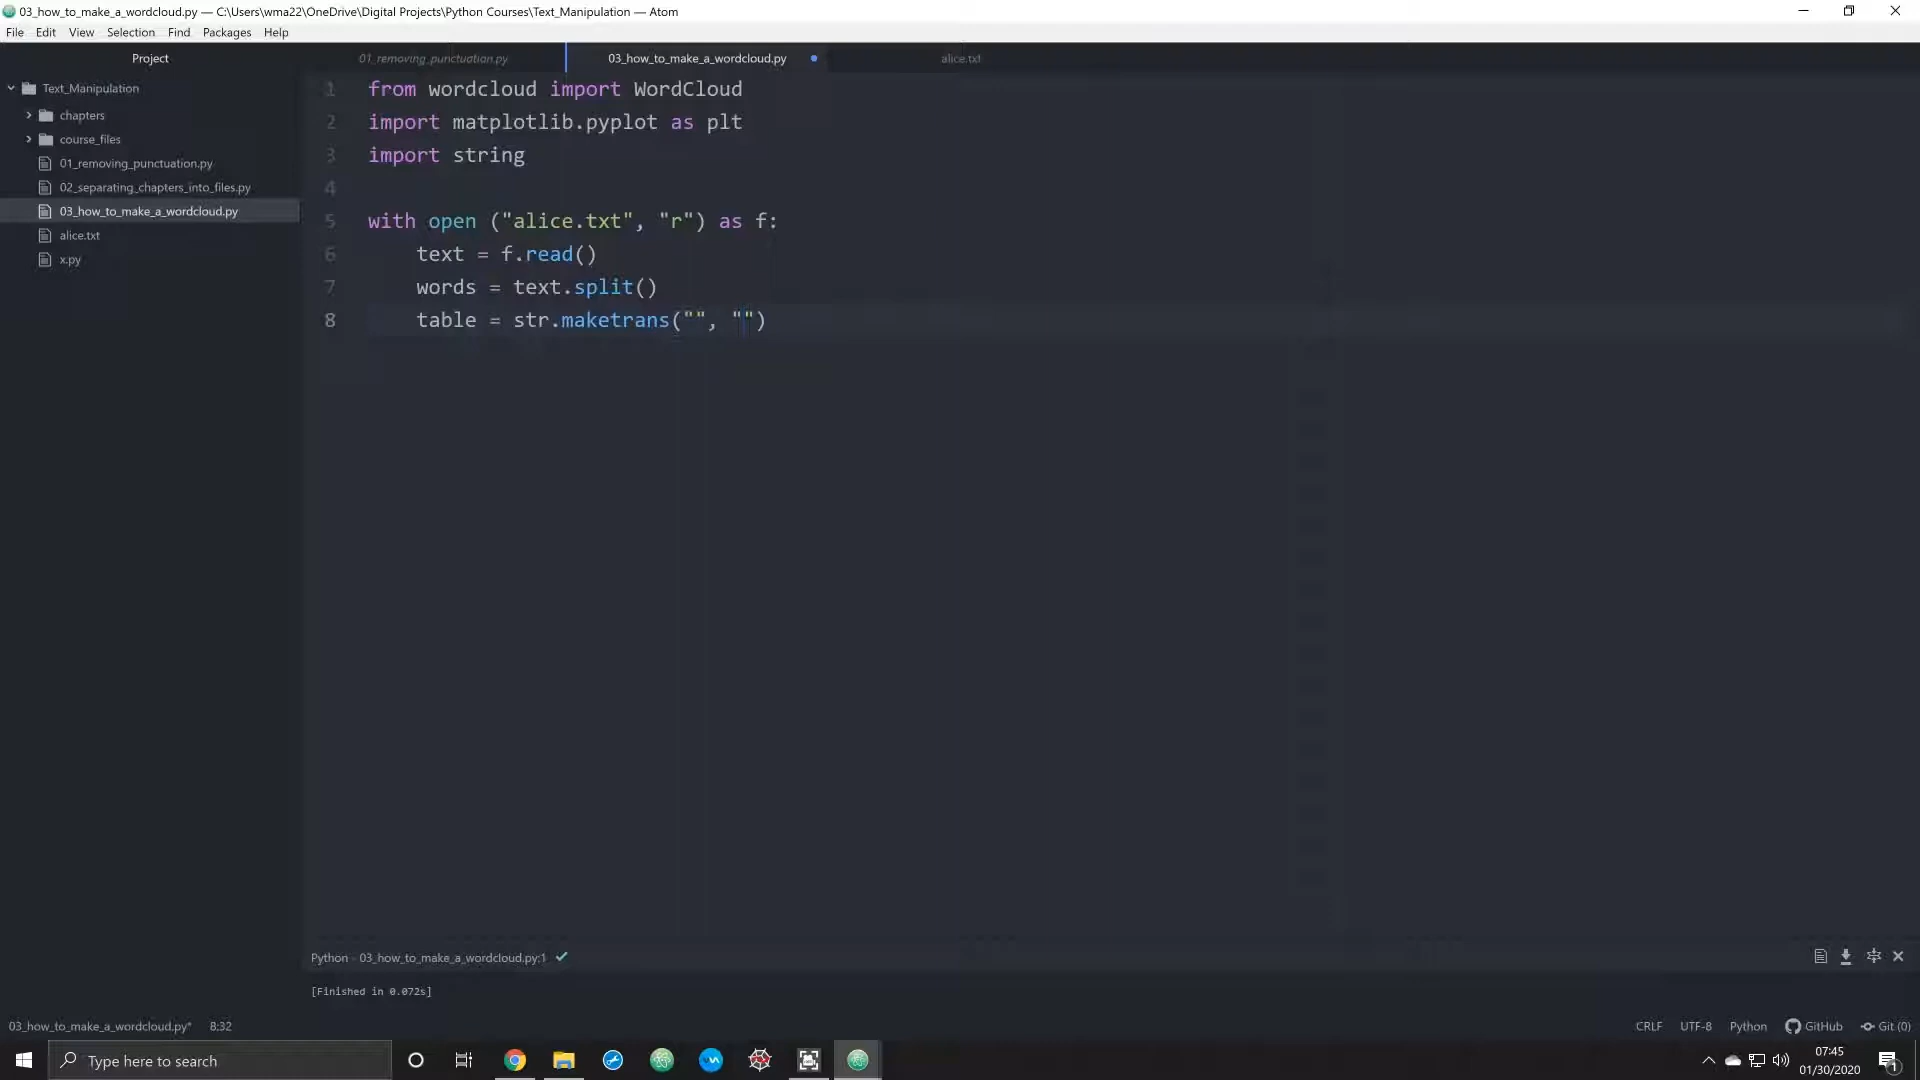 03_how_to_make_a_wordcloud.py — C:\Users\wma22\OneDrive\Digital Projects\Python Courses\Text_Manipulation — Atom
File Edit View Selection Find Packages Help
Project
01_removing_punctuation.py
03_how_to_make_a_wordcloud.py
alice.txt
Text_Manipulation
chapters
course_files
01_removing_punctuation.py
02_separating_chapters_into_files.py
03_how_to_make_a_wordcloud.py
alice.txt
x.py
1 from wordcloud import WordCloud
2 import matplotlib.pyplot as plt
3 import string
4
5 with open ("alice.txt", "r") as f:
6 text = f.read()
7 words = text.split()
8 table = str.maketrans("", "")
Python - 03_how_to_make_a_wordcloud.py:1
[Finished in 0.072s]
03_how_to_make_a_wordcloud.py* 8:32
CRLF UTF-8 Python GitHub Git (0)
Type here to search
07:45
01/30/2020
1